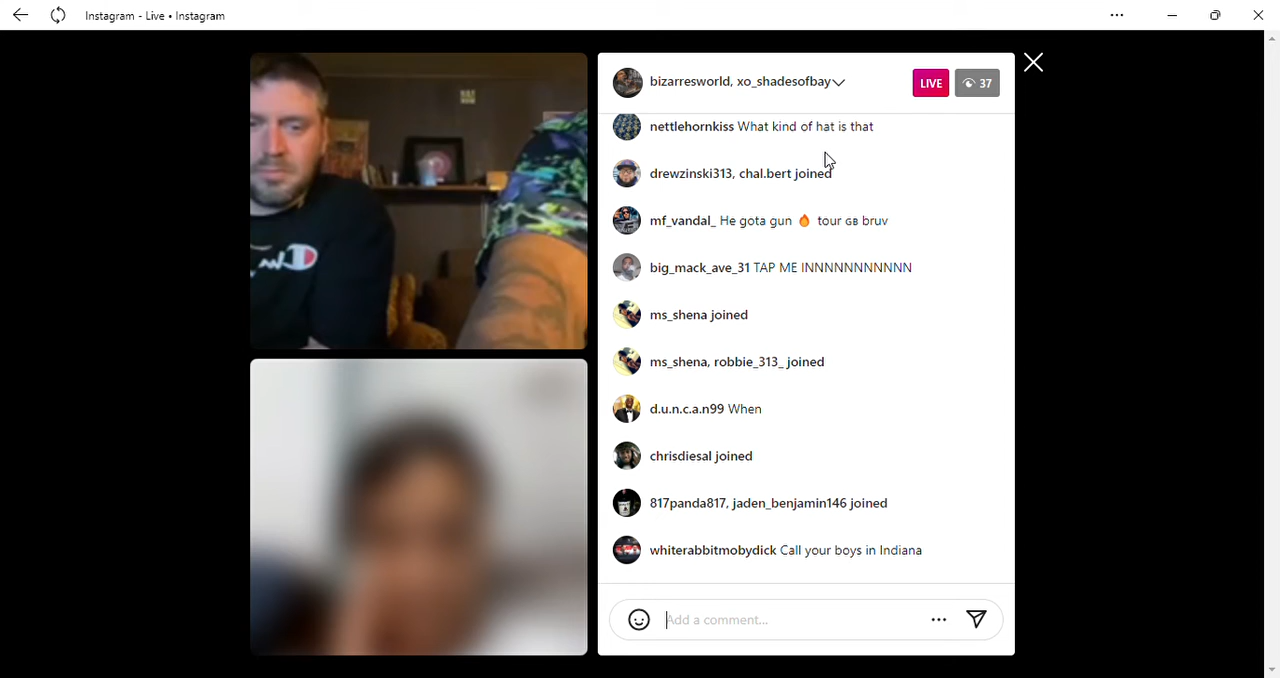 Instagram - Live • Instagram
bizarresworld, xo_shadesofbay
LIVE
37
nettlehornkiss What kind of hat is that
drewzinski313, chal.bert joined
mf_vandal_ He gota gun 🔥 tour GB bruv
big_mack_ave_31 TAP ME INNNNNNNNNNN
ms_shena joined
ms_shena, robbie_313_ joined
d.u.n.c.a.n99 When
chrisdiesal joined
817panda817, jaden_benjamin146 joined
whiterabbitmobydick Call your boys in Indiana
Add a comment...